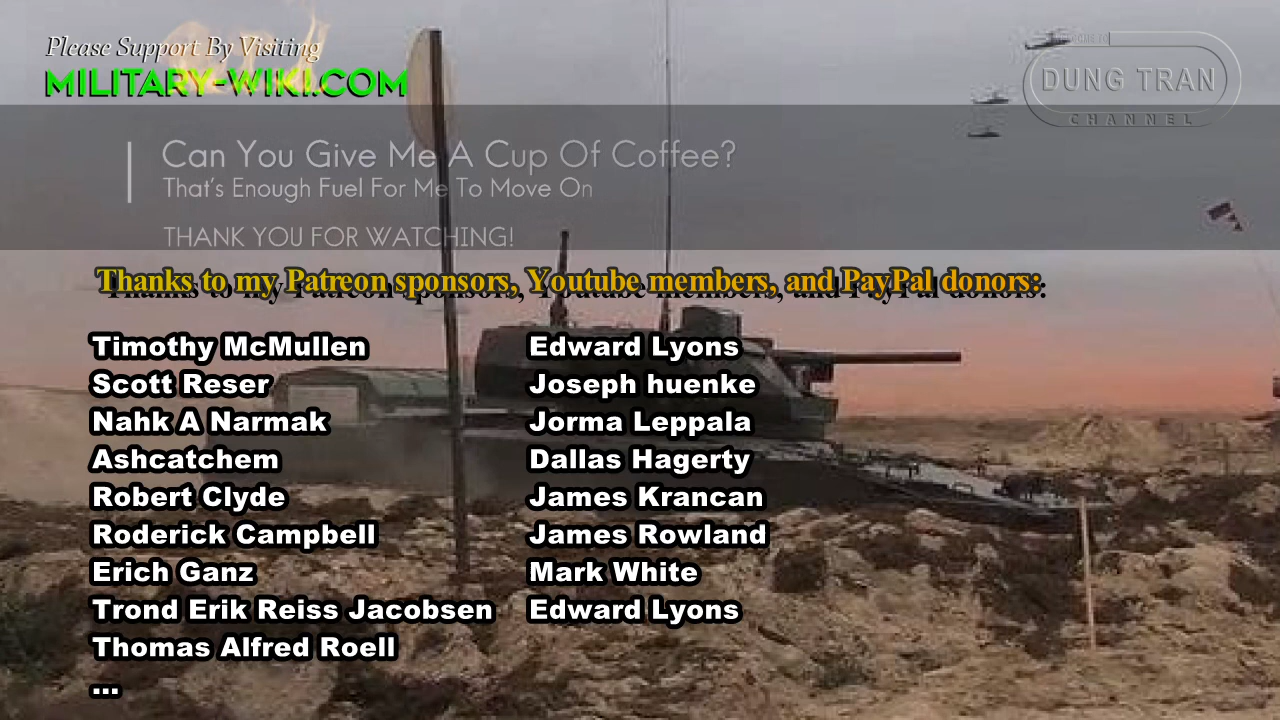 Please Support By Visiting
MILITARY-WIKI.COM
DUNG TRAN
CHANNEL
Can You Give Me A Cup Of Coffee?
That's Enough Fuel For Me To Move On
THANK YOU FOR WATCHING!
Thanks to my Patreon sponsors, Youtube members, and PayPal donors:
Timothy McMullen
Scott Reser
Nahk A Narmak
Ashcatchem
Robert Clyde
Roderick Campbell
Erich Ganz
Trond Erik Reiss Jacobsen
Thomas Alfred Roell
...
Edward Lyons
Joseph huenke
Jorma Leppala
Dallas Hagerty
James Krancan
James Rowland
Mark White
Edward Lyons